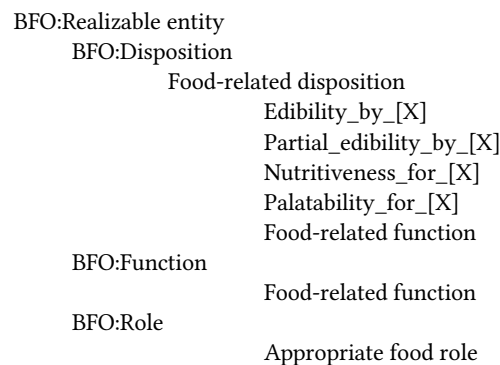 BFO:Realizable entity
BFO:Disposition
Food-related disposition
Edibility_by_[X]
Partial_edibility_by_[X]
Nutritiveness_for_[X]
Palatability_for_[X]
Food-related function
BFO:Function
Food-related function
BFO:Role
Appropriate food role